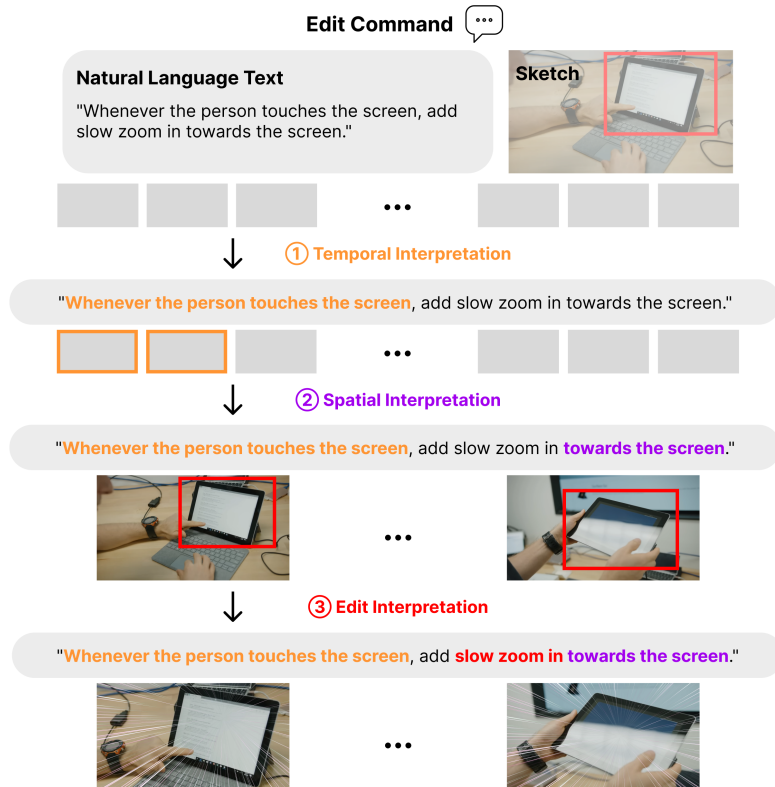 Edit Command
Natural Language Text
"Whenever the person touches the screen, add
slow zoom in towards the screen."
Sketch
① Temporal Interpretation
"Whenever the person touches the screen, add slow zoom in towards the screen."
② Spatial Interpretation
"Whenever the person touches the screen, add slow zoom in towards the screen."
③ Edit Interpretation
"Whenever the person touches the screen, add slow zoom in towards the screen."